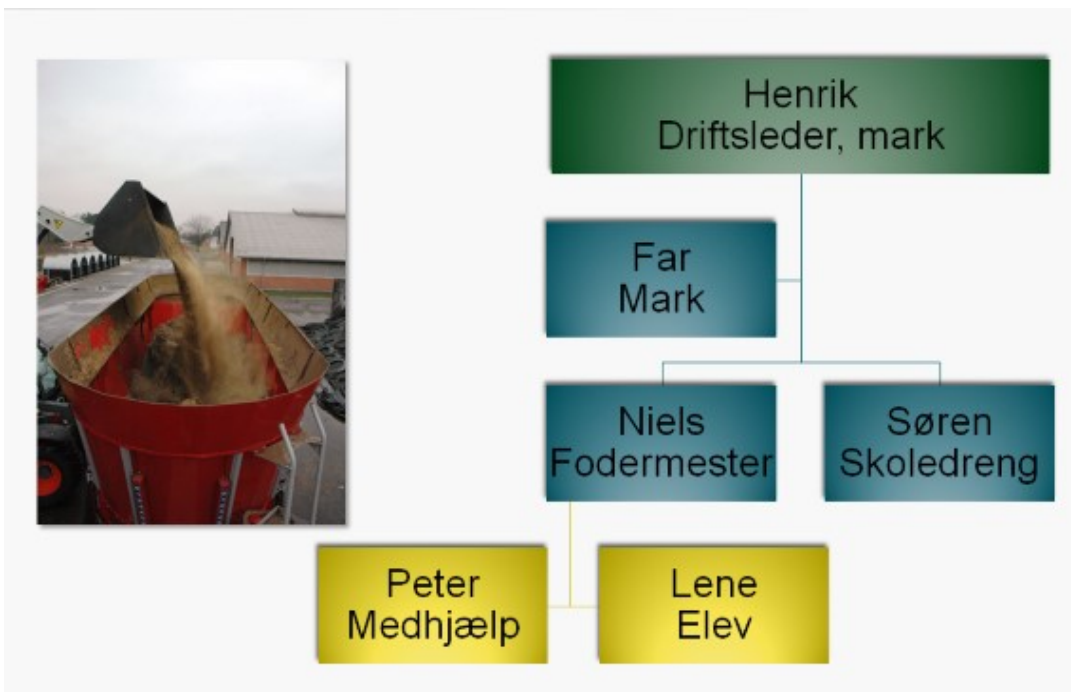 Henrik
Driftsleder, mark
Far
Mark
Niels
Fodermester
Søren
Skoledreng
Peter
Medhjælp
Lene
Elev